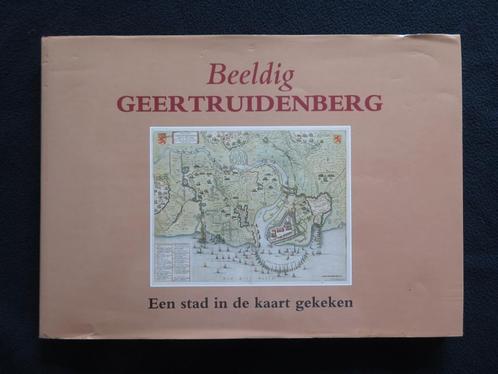 Beeldig
GEERTRUIDENBERG
Een stad in de kaart gekeken